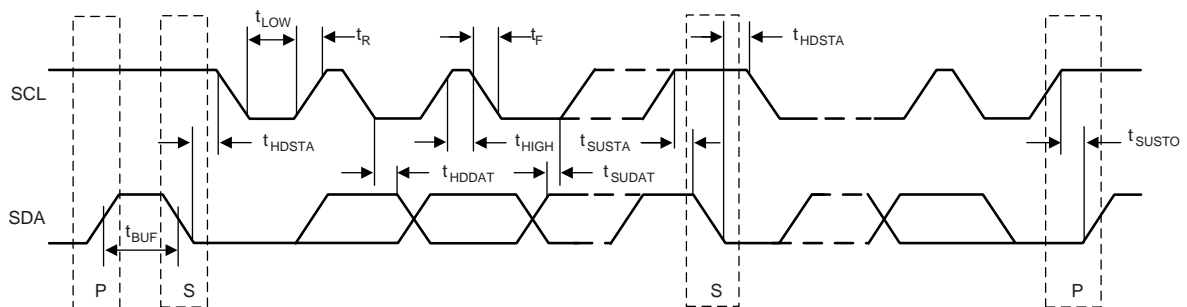 tLOW
tR
tF
tHDSTA
SCL
tHDSTA
tHIGH
tSUSTA
tSUSTO
tHDDAT
tSUDAT
SDA
tBUF
P
S
S
P